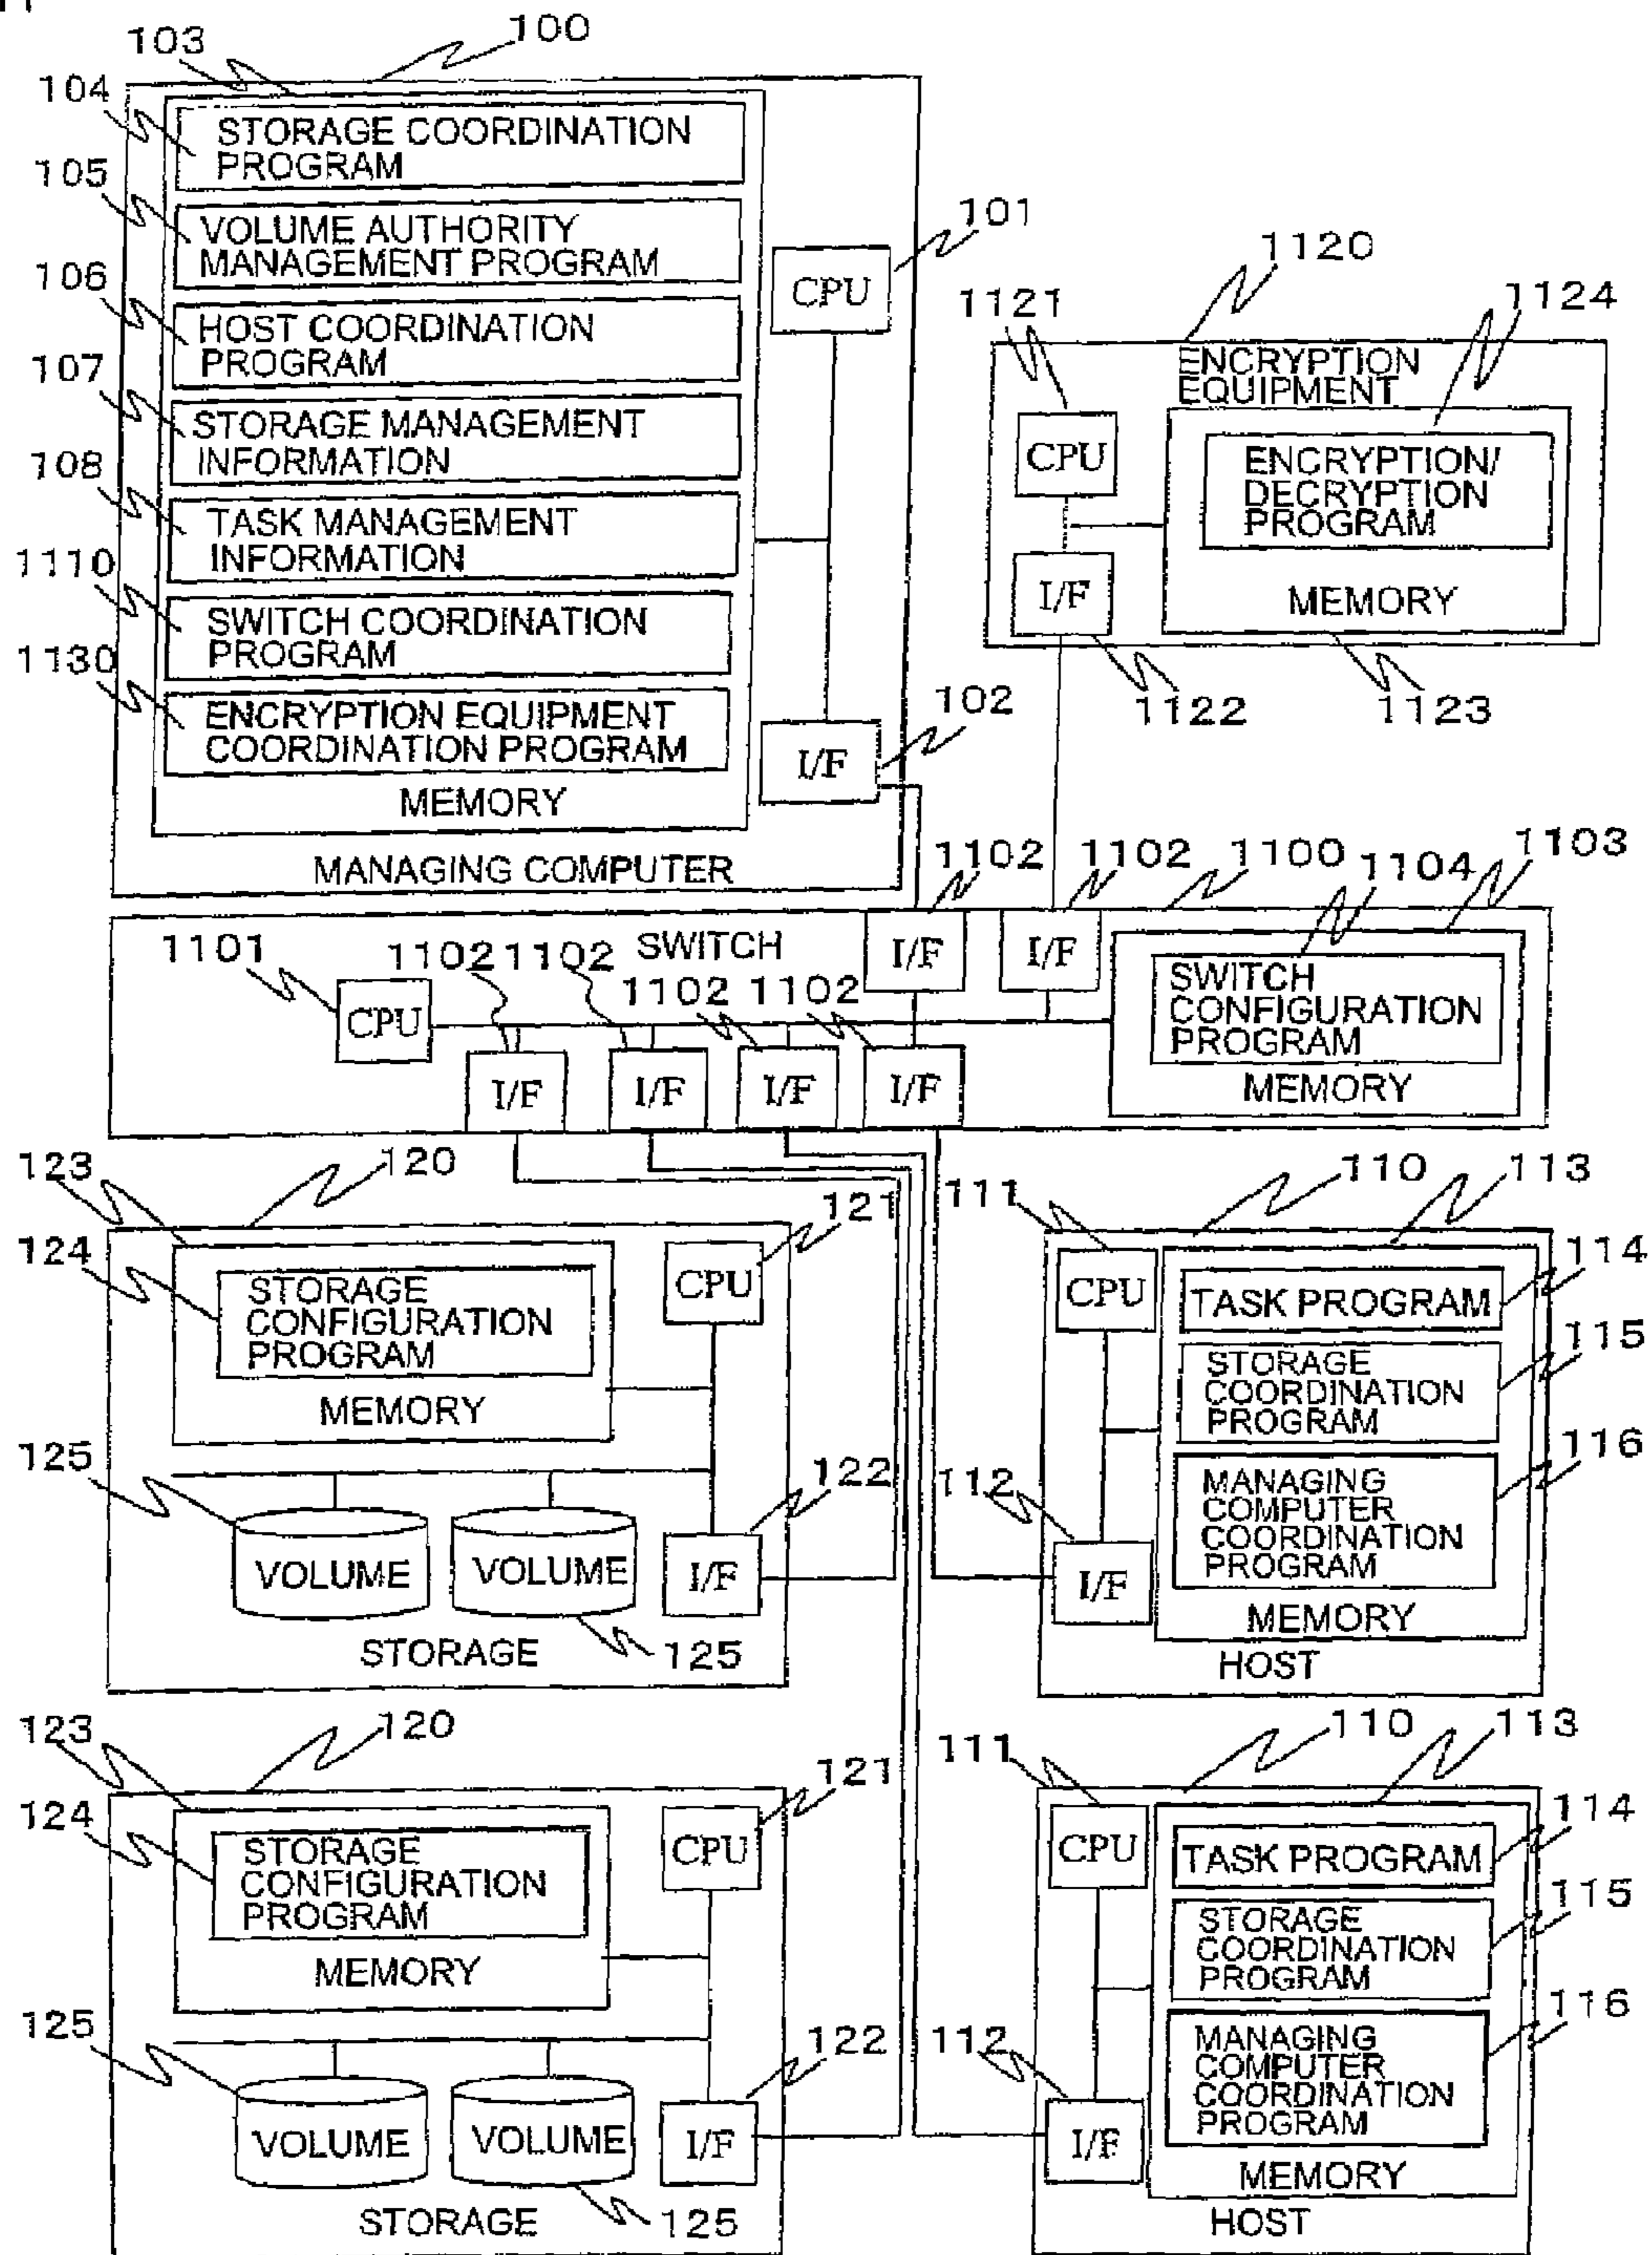 103
100
104
STORAGE COORDINATION
PROGRAM
105
VOLUME AUTHORITY
MANAGEMENT PROGRAM
101
CPU
106
HOST COORDINATION
PROGRAM
107
STORAGE MANAGEMENT
INFORMATION
108
TASK MANAGEMENT
INFORMATION
1110
SWITCH COORDINATION
PROGRAM
1130
ENCRYPTION EQUIPMENT
COORDINATION PROGRAM
102
I/F
MEMORY
MANAGING COMPUTER
1120
1121
1124
ENCRYPTION
EQUIPMENT
CPU
ENCRYPTION/
DECRYPTION
PROGRAM
I/F
MEMORY
1122
1123
1102
1102
1100
1104
1103
1101
1102
1102
SWITCH
1102
1102
I/F
I/F
CPU
SWITCH
CONFIGURATION
PROGRAM
MEMORY
I/F
I/F
I/F
I/F
123
120
121
124
STORAGE
CONFIGURATION
PROGRAM
MEMORY
CPU
125
122
VOLUME
VOLUME
I/F
STORAGE
125
111
110
113
CPU
114
TASK PROGRAM
115
STORAGE
COORDINATION
PROGRAM
116
112
MANAGING
COMPUTER
COORDINATION
PROGRAM
I/F
MEMORY
HOST
123
120
121
124
STORAGE
CONFIGURATION
PROGRAM
MEMORY
CPU
125
122
VOLUME
VOLUME
I/F
STORAGE
125
111
110
113
CPU
114
TASK PROGRAM
115
STORAGE
COORDINATION
PROGRAM
116
112
MANAGING
COMPUTER
COORDINATION
PROGRAM
I/F
MEMORY
HOST